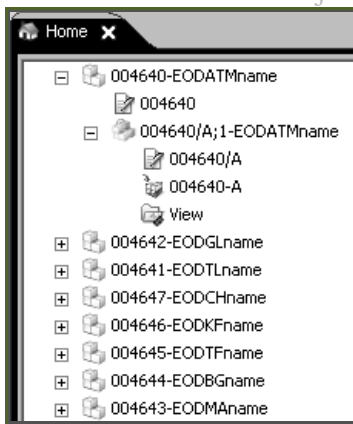 Home
004640-EODATMname
004640
004640/A;1-EODATMname
004640/A
004640-A
View
004642-EODGLname
004641-EODTLname
004647-EODCHname
004646-EODKFname
004645-EODTFname
004644-EODBGname
004643-EODMAname